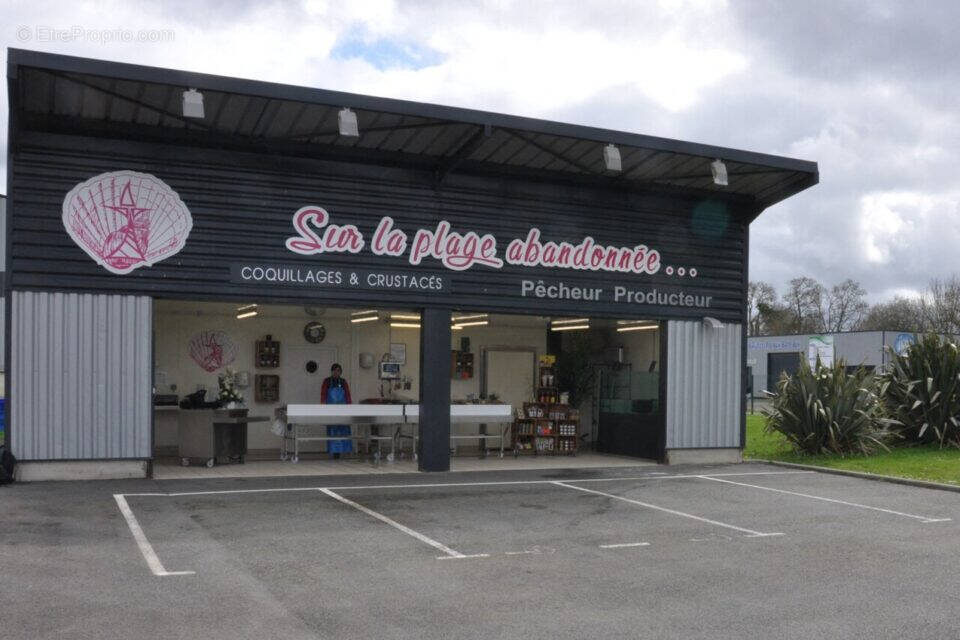 © EtreProprio.com
Sur la plage abandonnée ...
COQUILLAGES & CRUSTACÉS
Pêcheur Producteur